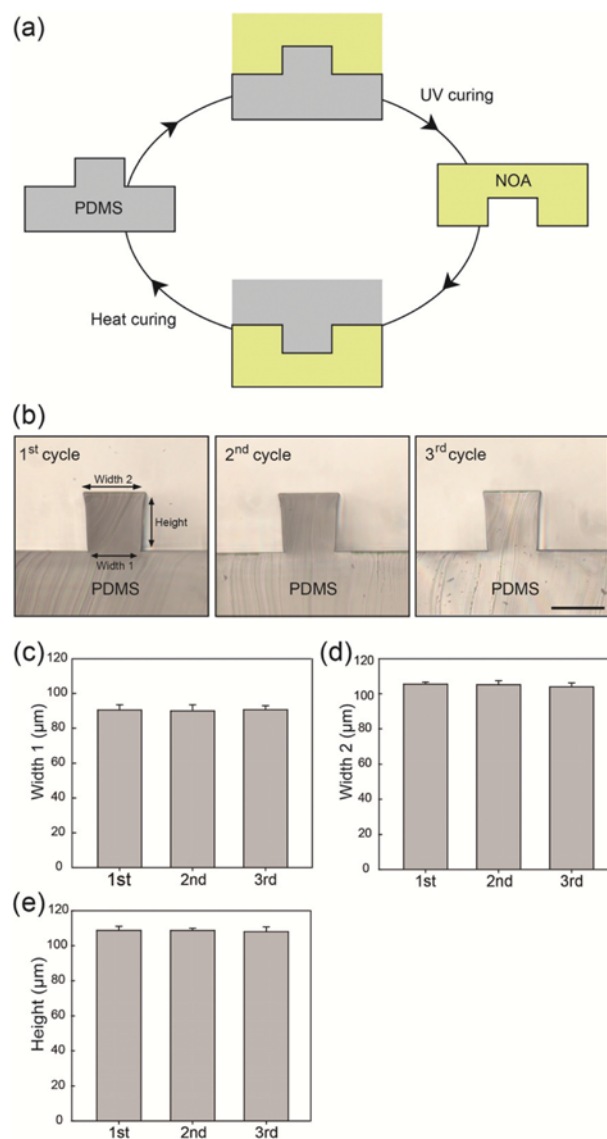 (a)
UV curing
NOA
PDMS
Heat curing
(b)
1st cycle
Width 2
Height
Width 1
PDMS
2nd cycle
PDMS
3rd cycle
PDMS
(c)
120
100
80
60
40
20
0
Width 1 (µm)
1st 2nd 3rd
(d)
120
100
80
60
40
20
0
Width 2 (µm)
1st 2nd 3rd
(e)
120
100
80
60
40
20
0
Height (µm)
1st 2nd 3rd